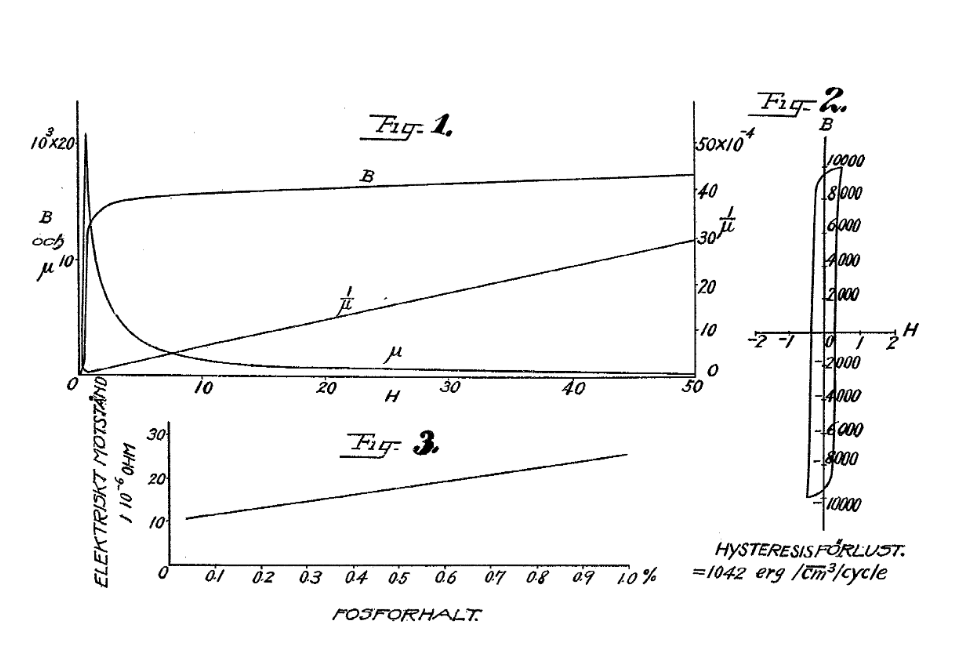 Fig. 1.
10³×20
B
och
μ 10
B
1/μ
μ
50×10⁻⁴
40
1/μ
30
20
10
0
0 10 20 30 40 50
H
Fig. 2.
B
10000
8000
6000
4000
2000
-2 -1 0 1 2 H
-2000
-4000
-6000
-8000
-10000
HYSTERESISFÖRLUST.
=1042 erg /cm³/cycle
Fig. 3.
ELEKTRISKT MOTSTÅND
I 10⁻⁶ OHM
30
20
10
0 0.1 0.2 0.3 0.4 0.5 0.6 0.7 0.8 0.9 1.0 %
FOSFORHALT.